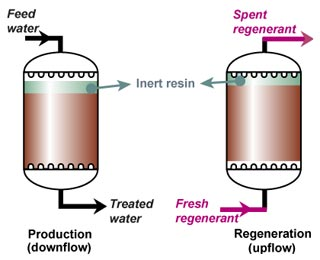 Feed
water
Spent
regenerant
Inert resin
Treated
water
Fresh
regenerant
Production
(downflow)
Regeneration
(upflow)